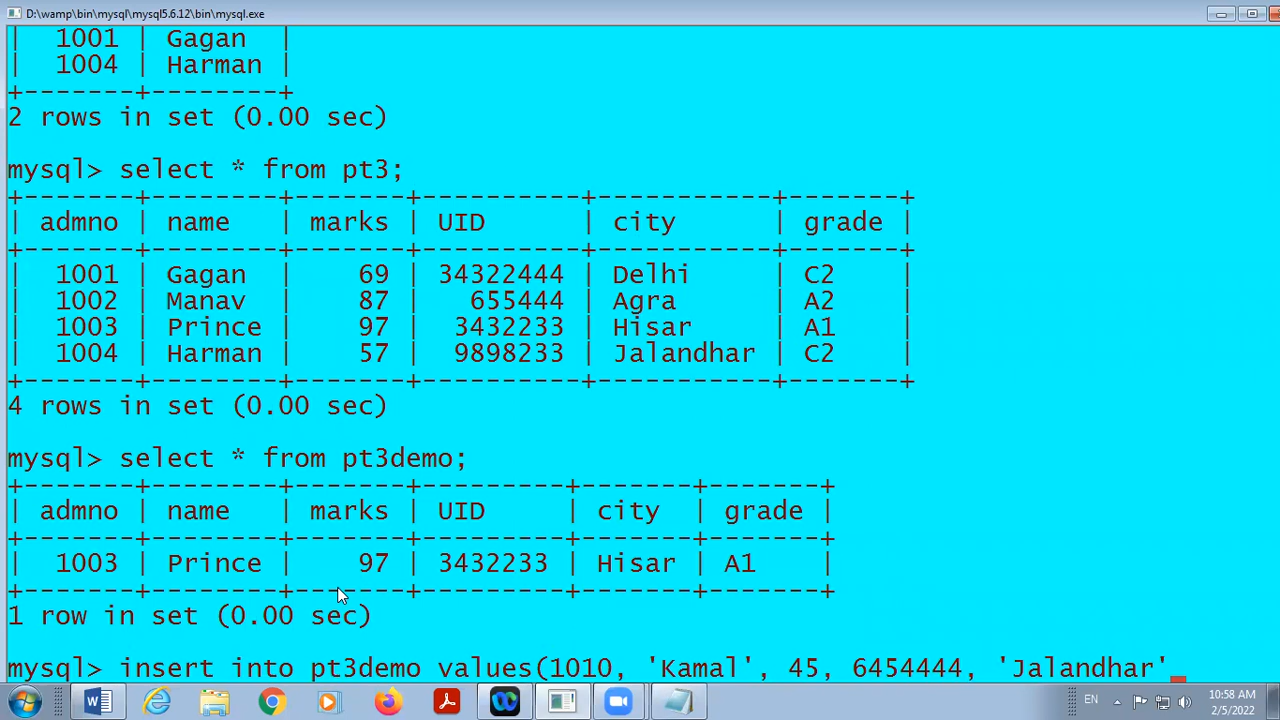 D:\wamp\bin\mysql\mysql5.6.12\bin\mysql.exe
|  1001 | Gagan  |
|  1004 | Harman |
+-------+--------+
2 rows in set (0.00 sec)

mysql> select * from pt3;
+-------+--------+-------+----------+-----------+-------+
| admno | name   | marks | UID      | city      | grade |
+-------+--------+-------+----------+-----------+-------+
|  1001 | Gagan  |    69 | 34322444 | Delhi     | C2    |
|  1002 | Manav  |    87 |   655444 | Agra      | A2    |
|  1003 | Prince |    97 |  3432233 | Hisar     | A1    |
|  1004 | Harman |    57 |  9898233 | Jalandhar | C2    |
+-------+--------+-------+----------+-----------+-------+
4 rows in set (0.00 sec)

mysql> select * from pt3demo;
+-------+--------+-------+---------+-------+-------+
| admno | name   | marks | UID     | city  | grade |
+-------+--------+-------+---------+-------+-------+
|  1003 | Prince |    97 | 3432233 | Hisar | A1    |
+-------+--------+-------+---------+-------+-------+
1 row in set (0.00 sec)

mysql> insert into pt3demo values(1010, 'Kamal', 45, 6454444, 'Jalandhar'
EN
10:58 AM
2/5/2022